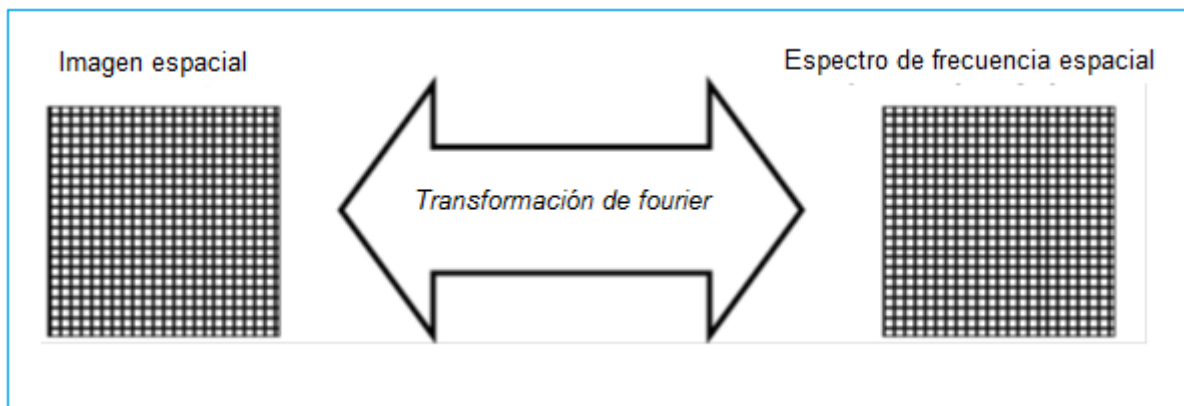 Imagen espacial
Espectro de frecuencia espacial
Transformación de fourier